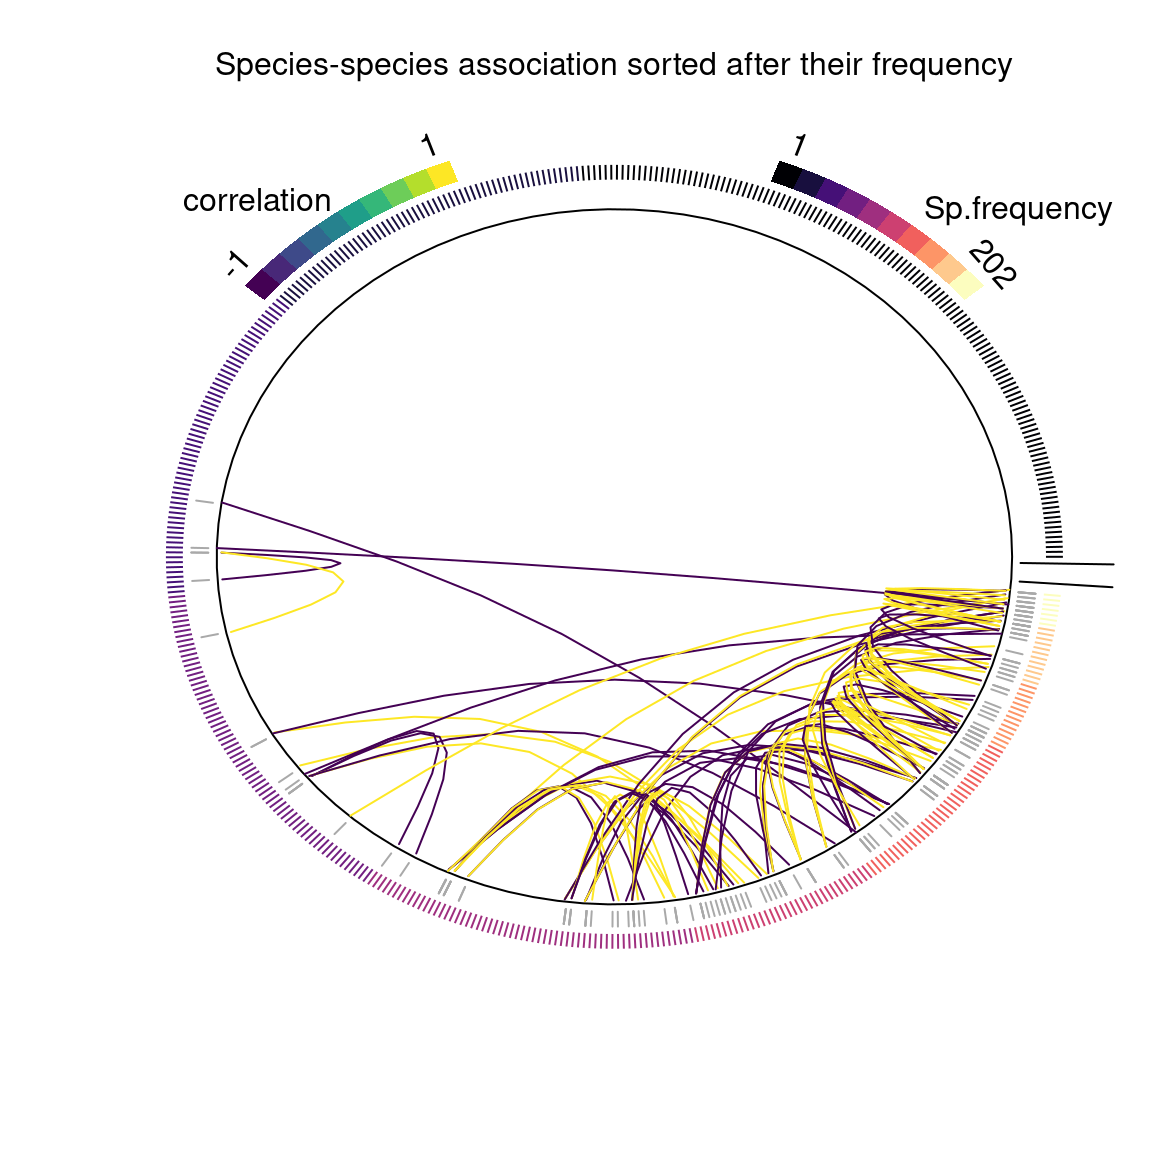 Species-species association sorted after their frequency
1
1
correlation
Sp.frequency
-1
202